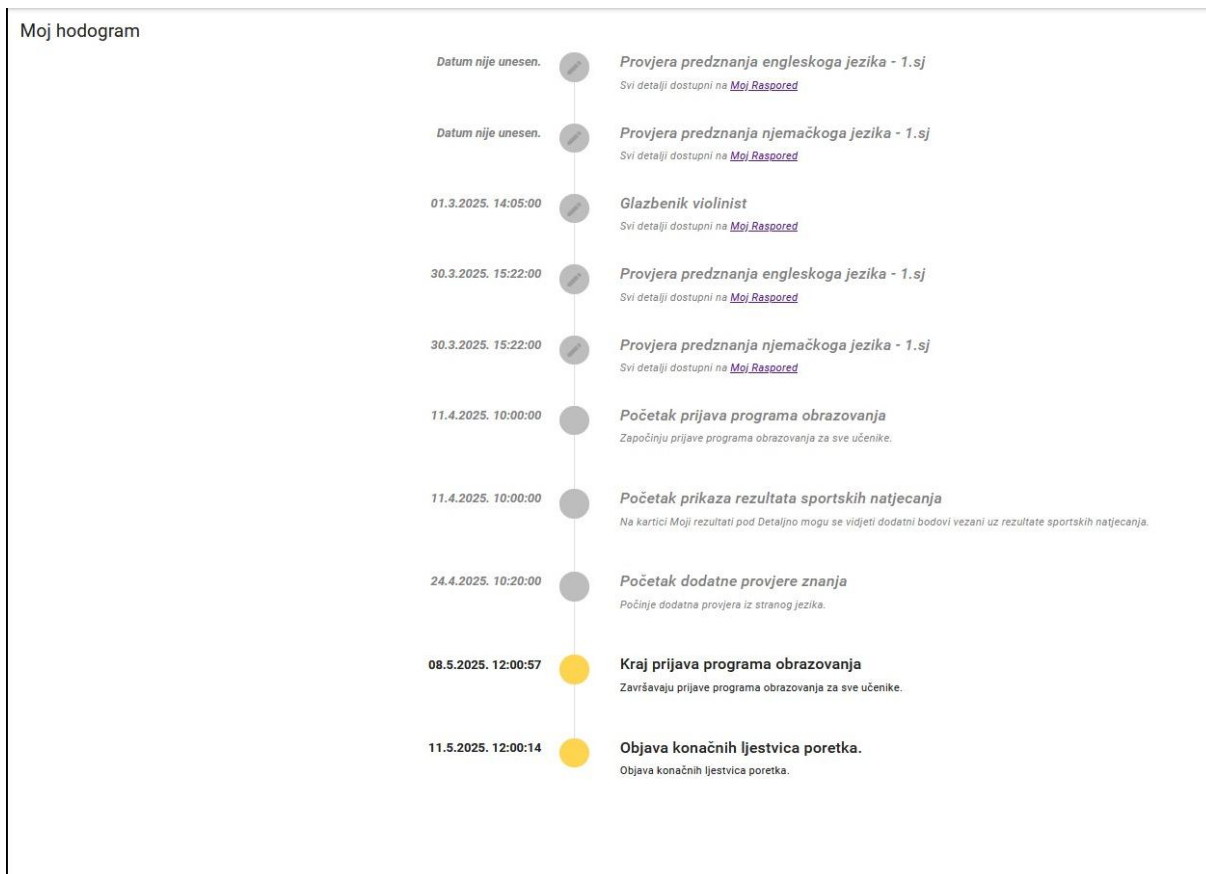 Moj hodogram
Datum nije unesen.
Provjera predznanja engleskoga jezika - 1.sj
Svi detalji dostupni na Moj Raspored
Datum nije unesen.
Provjera predznanja njemačkoga jezika - 1.sj
Svi detalji dostupni na Moj Raspored
01.3.2025. 14:05:00
Glazbenik violinist
Svi detalji dostupni na Moj Raspored
30.3.2025. 15:22:00
Provjera predznanja engleskoga jezika - 1.sj
Svi detalji dostupni na Moj Raspored
30.3.2025. 15:22:00
Provjera predznanja njemačkoga jezika - 1.sj
Svi detalji dostupni na Moj Raspored
11.4.2025. 10:00:00
Početak prijava programa obrazovanja
Započinju prijave programa obrazovanja za sve učenike.
11.4.2025. 10:00:00
Početak prikaza rezultata sportskih natjecanja
Na kartici Moji rezultati pod Detaljno mogu se vidjeti dodatni bodovi vezani uz rezultate sportskih natjecanja.
24.4.2025. 10:20:00
Početak dodatne provjere znanja
Počinje dodatna provjera iz stranog jezika.
08.5.2025. 12:00:57
Kraj prijava programa obrazovanja
Završavaju prijave programa obrazovanja za sve učenike.
11.5.2025. 12:00:14
Objava konačnih ljestvica poretka.
Objava konačnih ljestvica poretka.